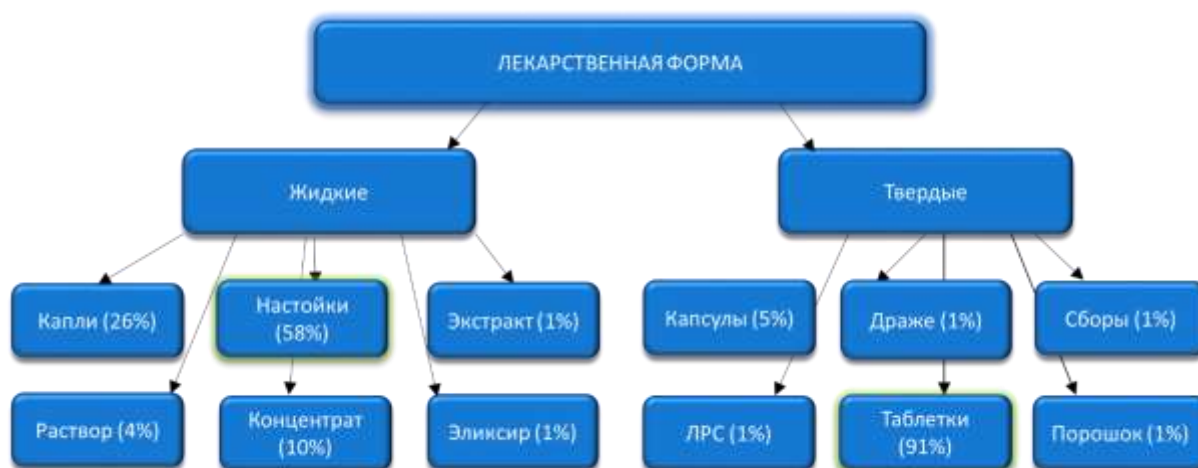 ЛЕКАРСТВЕННАЯ ФОРМА
Жидкие
Твердые
Капли (26%)
Настойки
(58%)
Экстракт (1%)
Капсулы (5%)
Драже (1%)
Сборы (1%)
Раствор (4%)
Концентрат
(10%)
Эликсир (1%)
ЛРС (1%)
Таблетки
(91%)
Порошок (1%)